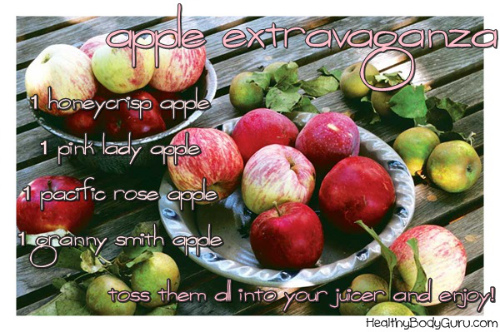 apple extravaganza
1 honeycrisp apple
1 pink lady apple
1 pacific rose apple
1 granny smith apple
toss them all into your juicer and enjoy!
HealthyBodyGuru.com